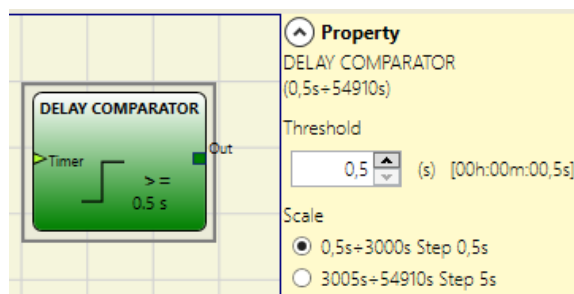 DELAY COMPARATOR
Timer
Out
>=
0.5 s
Property
DELAY COMPARATOR
(0,5s÷54910s)
Threshold
0,5 (s) [00h:00m:00,5s]
Scale
0,5s÷3000s Step 0,5s
3005s÷54910s Step 5s